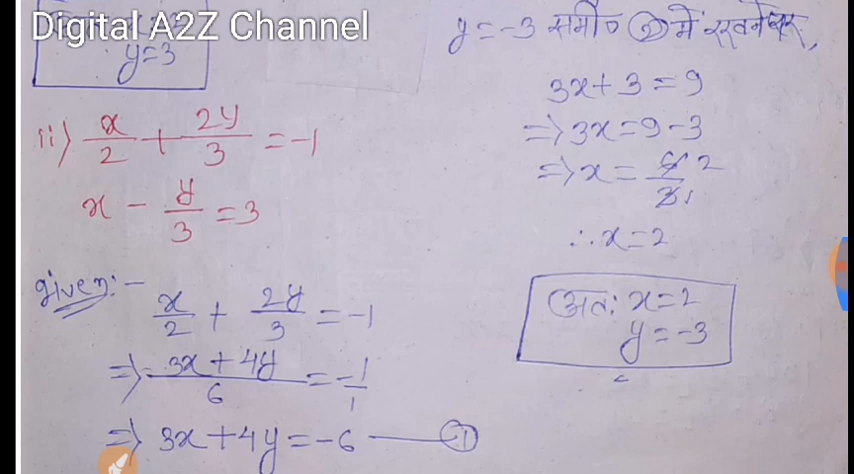 Digital A2Z Channel
y=3
ii) x/2 + 2y/3 = -1
x - y/3 = 3
given:-
x/2 + 2y/3 = -1
=> 3x+4y/6 = -1/1
=> 3x+4y = -6 —— ①
y = -3 समी० ② में रखने पर,
3x+3 = 9
=> 3x = 9-3
=> x = 6/3 2 1
∴ x = 2
अतः x=2
y = -3